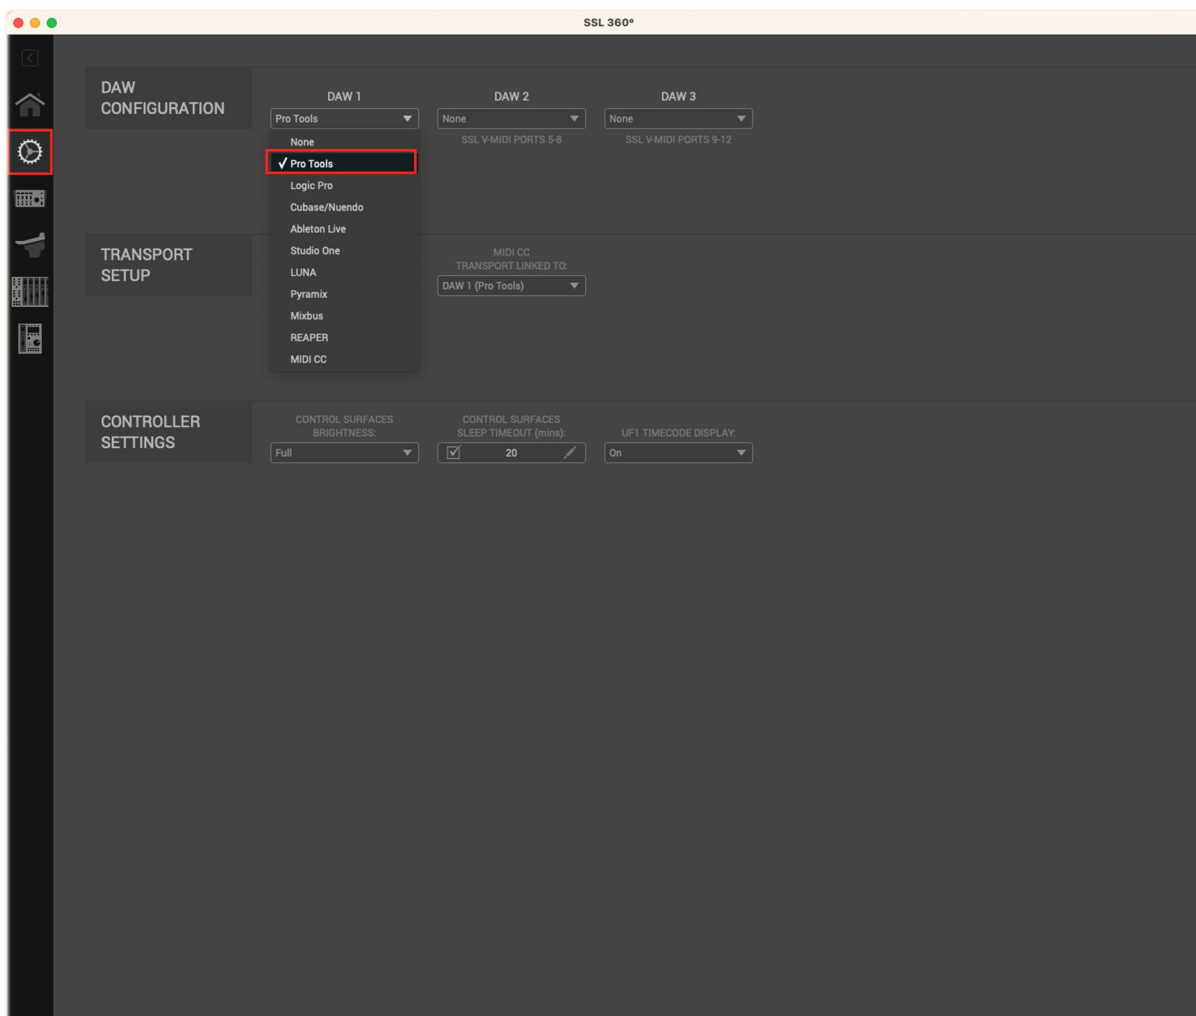 SSL 360°
DAW
CONFIGURATION
DAW 1
DAW 2
DAW 3
Pro Tools
None
None
SSL V-MIDI PORTS 5-8
SSL V-MIDI PORTS 9-12
None
✓ Pro Tools
Logic Pro
Cubase/Nuendo
Ableton Live
Studio One
LUNA
Pyramix
Mixbus
REAPER
MIDI CC
TRANSPORT
SETUP
MIDI CC
TRANSPORT LINKED TO:
DAW 1 (Pro Tools)
CONTROLLER
SETTINGS
CONTROL SURFACES
BRIGHTNESS:
Full
CONTROL SURFACES
SLEEP TIMEOUT (mins):
20
UF1 TIMECODE DISPLAY:
On